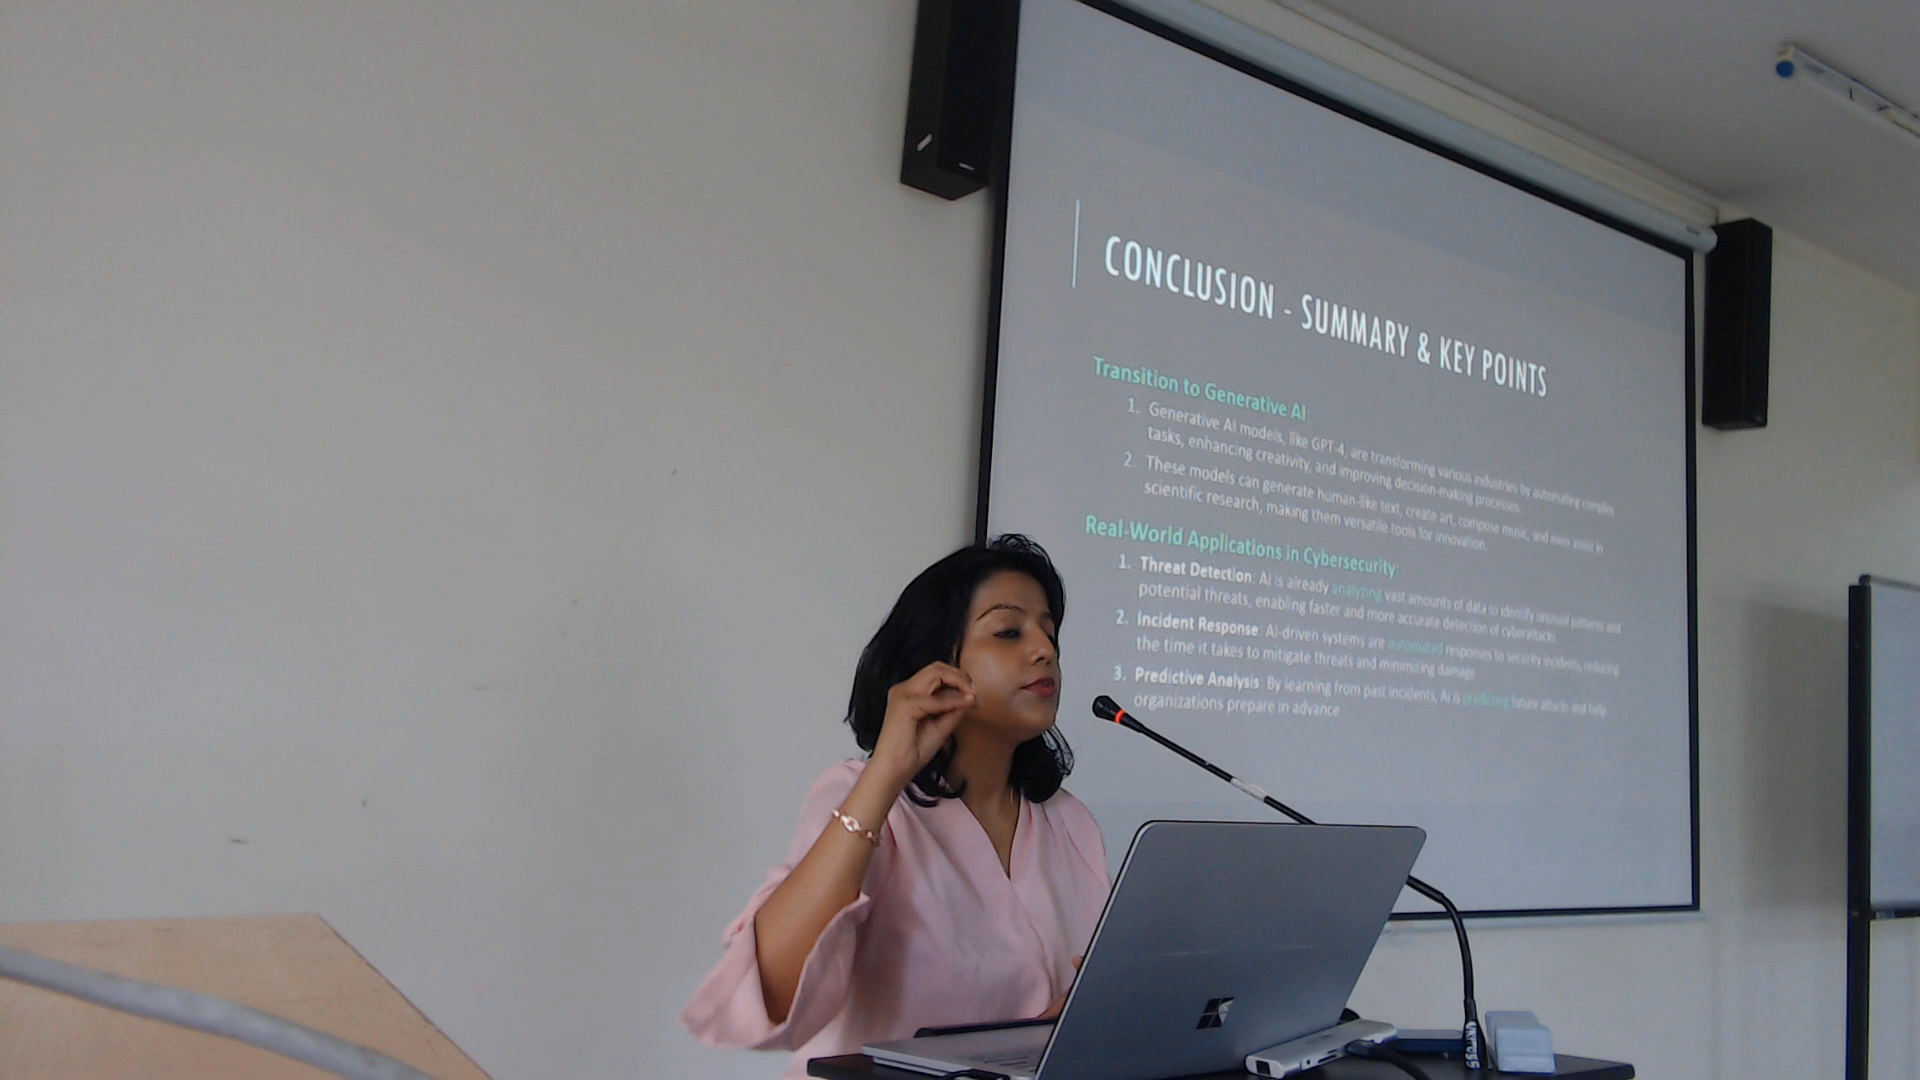 CONCLUSION - SUMMARY & KEY POINTS
Transition to Generative AI:
1. Generative AI models, like GPT-4, are transforming various industries by automating complex
tasks, enhancing creativity, and improving decision-making processes.
2. These models can generate human-like text, create art, compose music, and even assist in
scientific research, making them versatile tools for innovation.
Real-World Applications in Cybersecurity:
1. Threat Detection: AI is already analyzing vast amounts of data to identify unusual patterns and
potential threats, enabling faster and more accurate detection of cyberattacks
2. Incident Response: AI-driven systems are automated responses to security incidents, reducing
the time it takes to mitigate threats and minimizing damage
3. Predictive Analysis: By learning from past incidents, AI is predicting future attacks and help
organizations prepare in advance